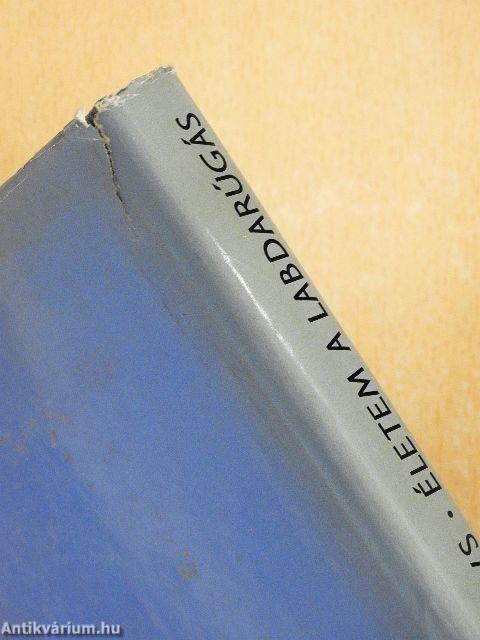 IS • ÉLETEM A LABDARÚGÁS
Antikvárium.hu